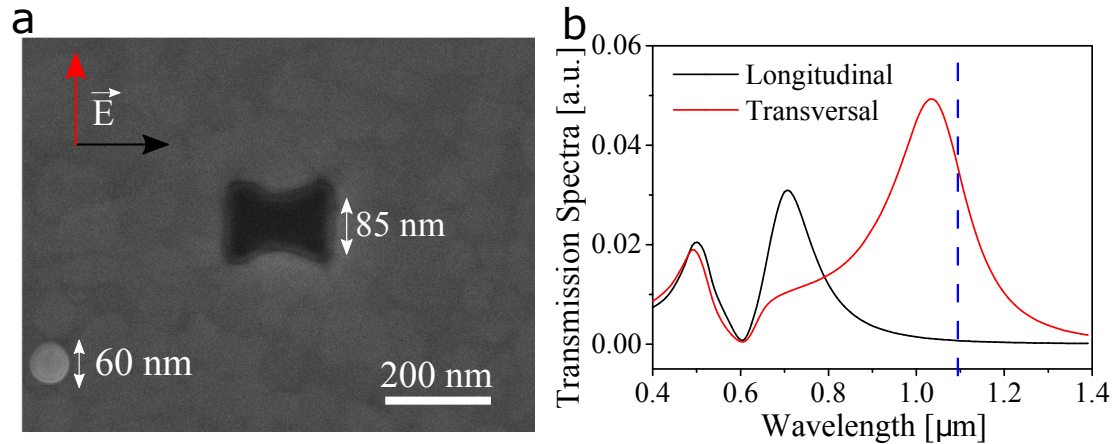 a
E
85 nm
60 nm
200 nm
b
Transmission Spectra [a.u.]
0.06
0.04
0.02
0.00
Longitudinal
Transversal
0.4 0.6 0.8 1.0 1.2 1.4
Wavelength [µm]